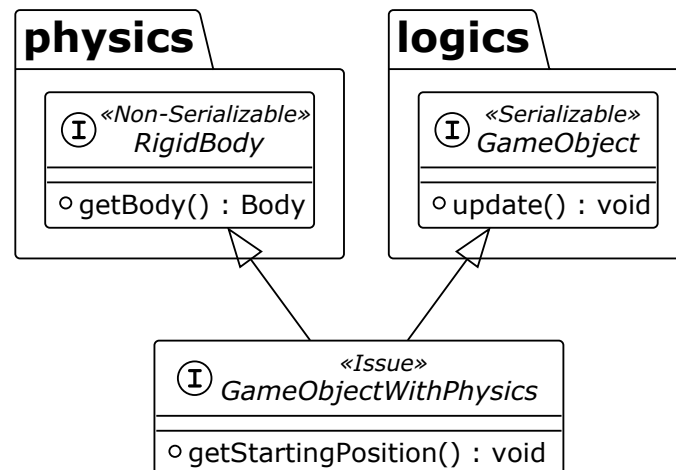 physics
logics
I
«Non-Serializable»
RigidBody
getBody() : Body
I
«Serializable»
GameObject
update() : void
I
«Issue»
GameObjectWithPhysics
getStartingPosition() : void